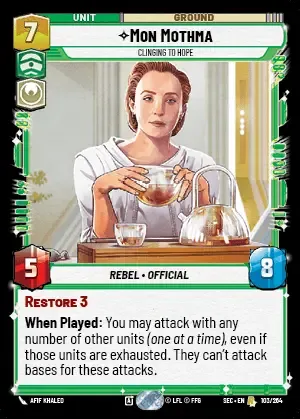 UNIT
GROUND
7
✧Mon Mothma
CLINGING TO HOPE
5
8
REBEL • OFFICIAL
Restore 3
When Played: You may attack with any
number of other units (one at a time), even if
those units are exhausted. They can't attack
bases for these attacks.
AFIF KHALED
A
© LFL © FFG
SEC • EN
103/264